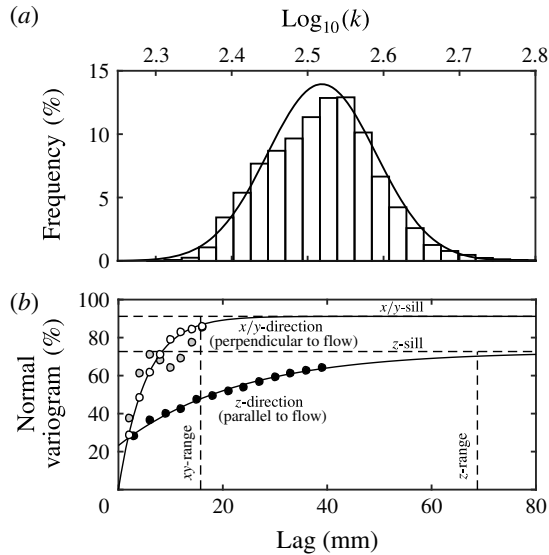 (a)
Log₁₀(k)
2.3 2.4 2.5 2.6 2.7 2.8
15
10
5
0
Frequency (%)
(b)
100
80
60
40
20
0
Normal
variogram (%)
x/y-sill
x/y-direction
(perpendicular to flow)
z-sill
z-direction
(parallel to flow)
xy-range
z-range
20 40 60 80
Lag (mm)